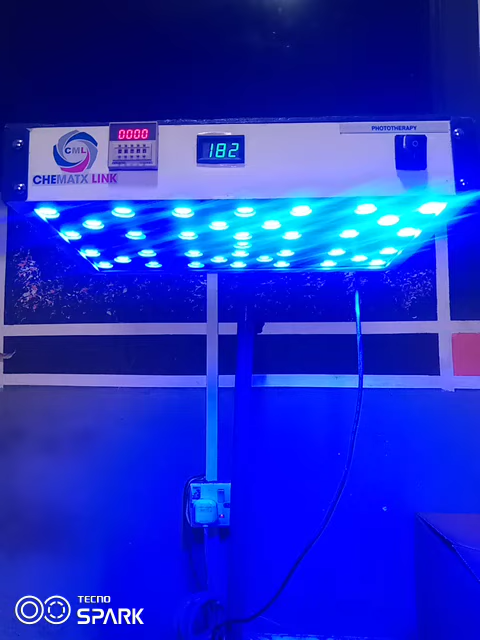 0000
182
PHOTOTHERAPY
CML
CHEMATX LINK
TECNO
SPARK